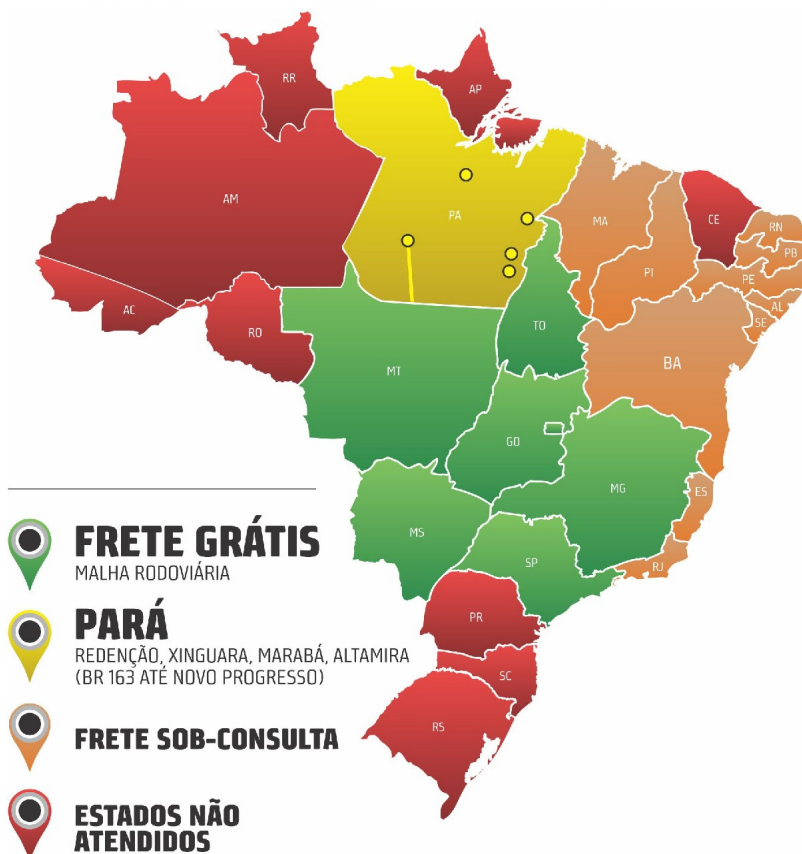 RR
AP
AM
PA
MA
CE
RN
PB
PI
PE
AL
SE
AC
RO
TO
MT
BA
GO
MG
ES
MS
SP
RJ
PR
SC
RS
FRETE GRÁTIS
MALHA RODOVIÁRIA
PARÁ
REDENÇÃO, XINGUARA, MARABÁ, ALTAMIRA
(BR 163 ATÉ NOVO PROGRESSO)
FRETE SOB-CONSULTA
ESTADOS NÃO
ATENDIDOS